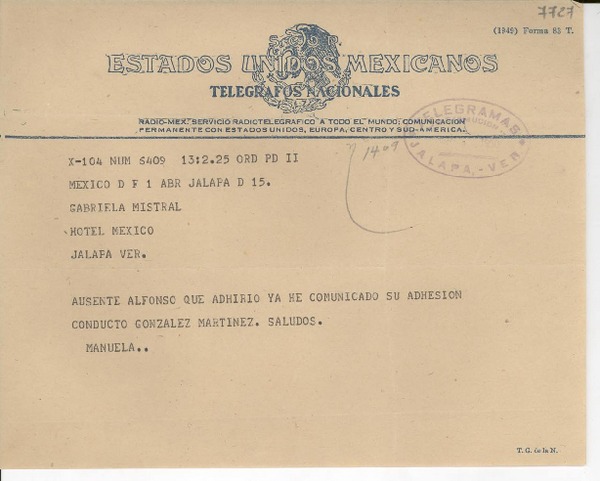 7727
(1949) Forma 83 T.
ESTADOS UNIDOS MEXICANOS
TELEGRAFOS NACIONALES
RADIO-MEX. SERVICIO RADIOTELEGRAFICO A TODO EL MUNDO; COMUNICACION
PERMANENTE CON ESTADOS UNIDOS, EUROPA, CENTRO Y SUD-AMERICA.
TELEGRAMAS
JALAPA,-VER.
1409
X-104 NUM 6409 13:2.25 ORD PD II
MEXICO D F 1 ABR JALAPA D 15.
GABRIELA MISTRAL
HOTEL MEXICO
JALAPA VER.
AUSENTE ALFONSO QUE ADHIRIO YA HE COMUNICADO SU ADHESION
CONDUCTO GONZALEZ MARTINEZ. SALUDOS.
MANUELA..
T. G. de la N.